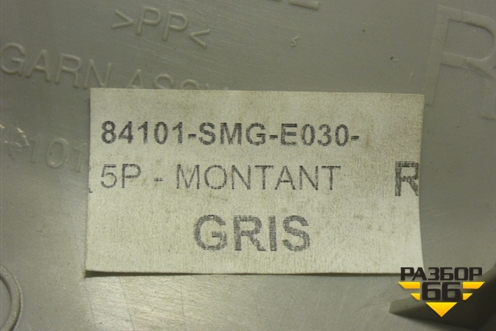 >PP<
R
GARN ASSY
84101-SMG-E030-
5P - MONTANT R
GRIS
РАЗБОР
66